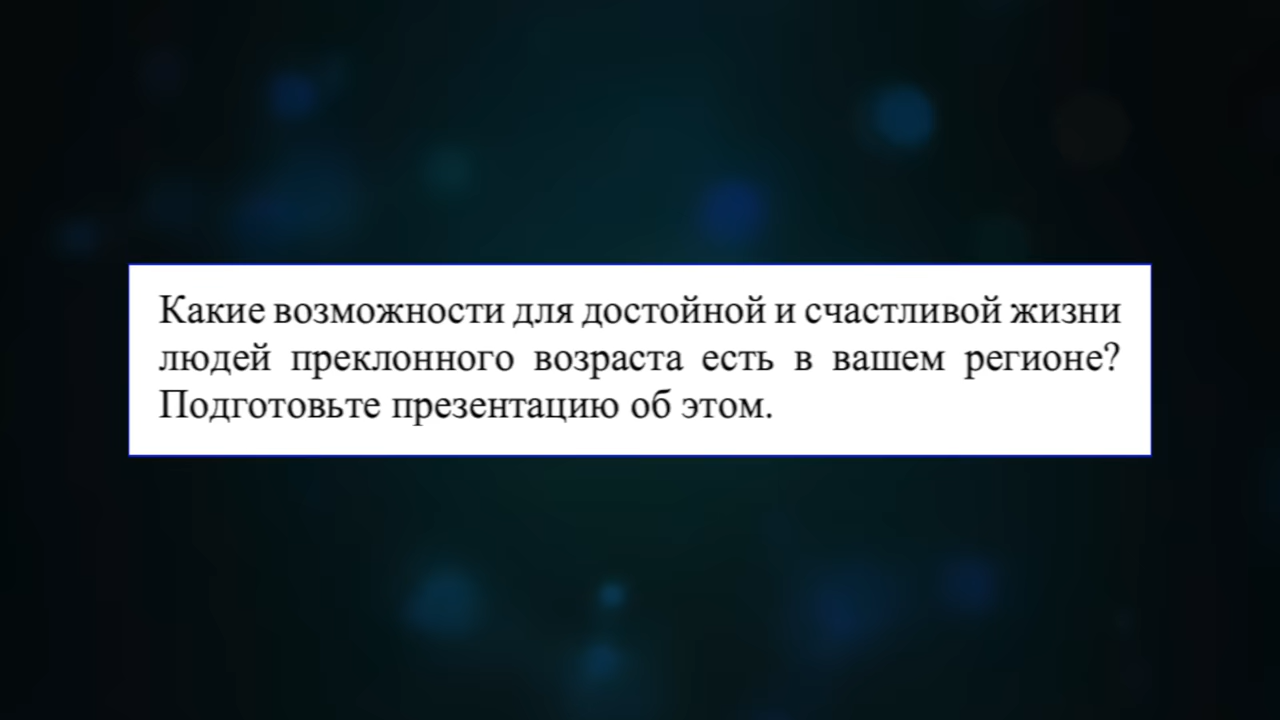 Какие возможности для достойной и счастливой жизни
людей преклонного возраста есть в вашем регионе?
Подготовьте презентацию об этом.